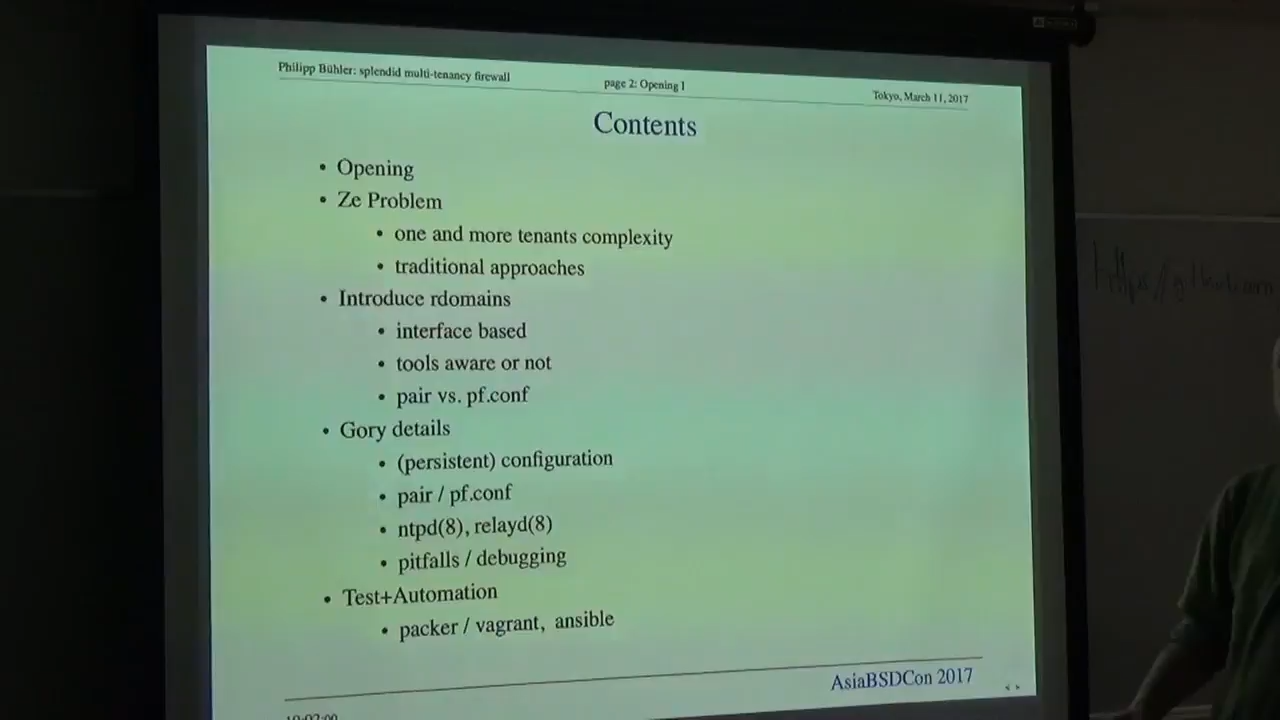 Philipp Bühler: splendid multi-tenancy firewall
page 2: Opening 1
Tokyo, March 11, 2017
Contents
• Opening
• Ze Problem
• one and more tenants complexity
• traditional approaches
• Introduce rdomains
• interface based
• tools aware or not
• pair vs. pf.conf
• Gory details
• (persistent) configuration
• pair / pf.conf
• ntpd(8), relayd(8)
• pitfalls / debugging
• Test+Automation
• packer / vagrant, ansible
AsiaBSDCon 2017